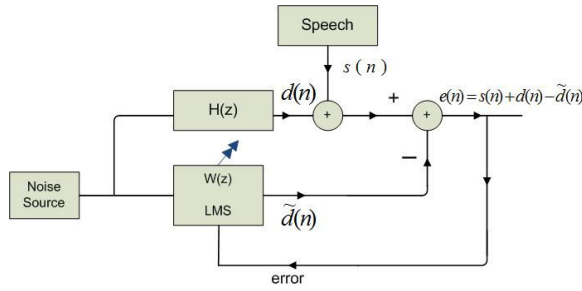 Speech
s(n)
d(n)
+
e(n)=s(n)+d(n)−d̃(n)
H(z)
+
+
−
Noise
Source
W(z)
LMS
d̃(n)
error